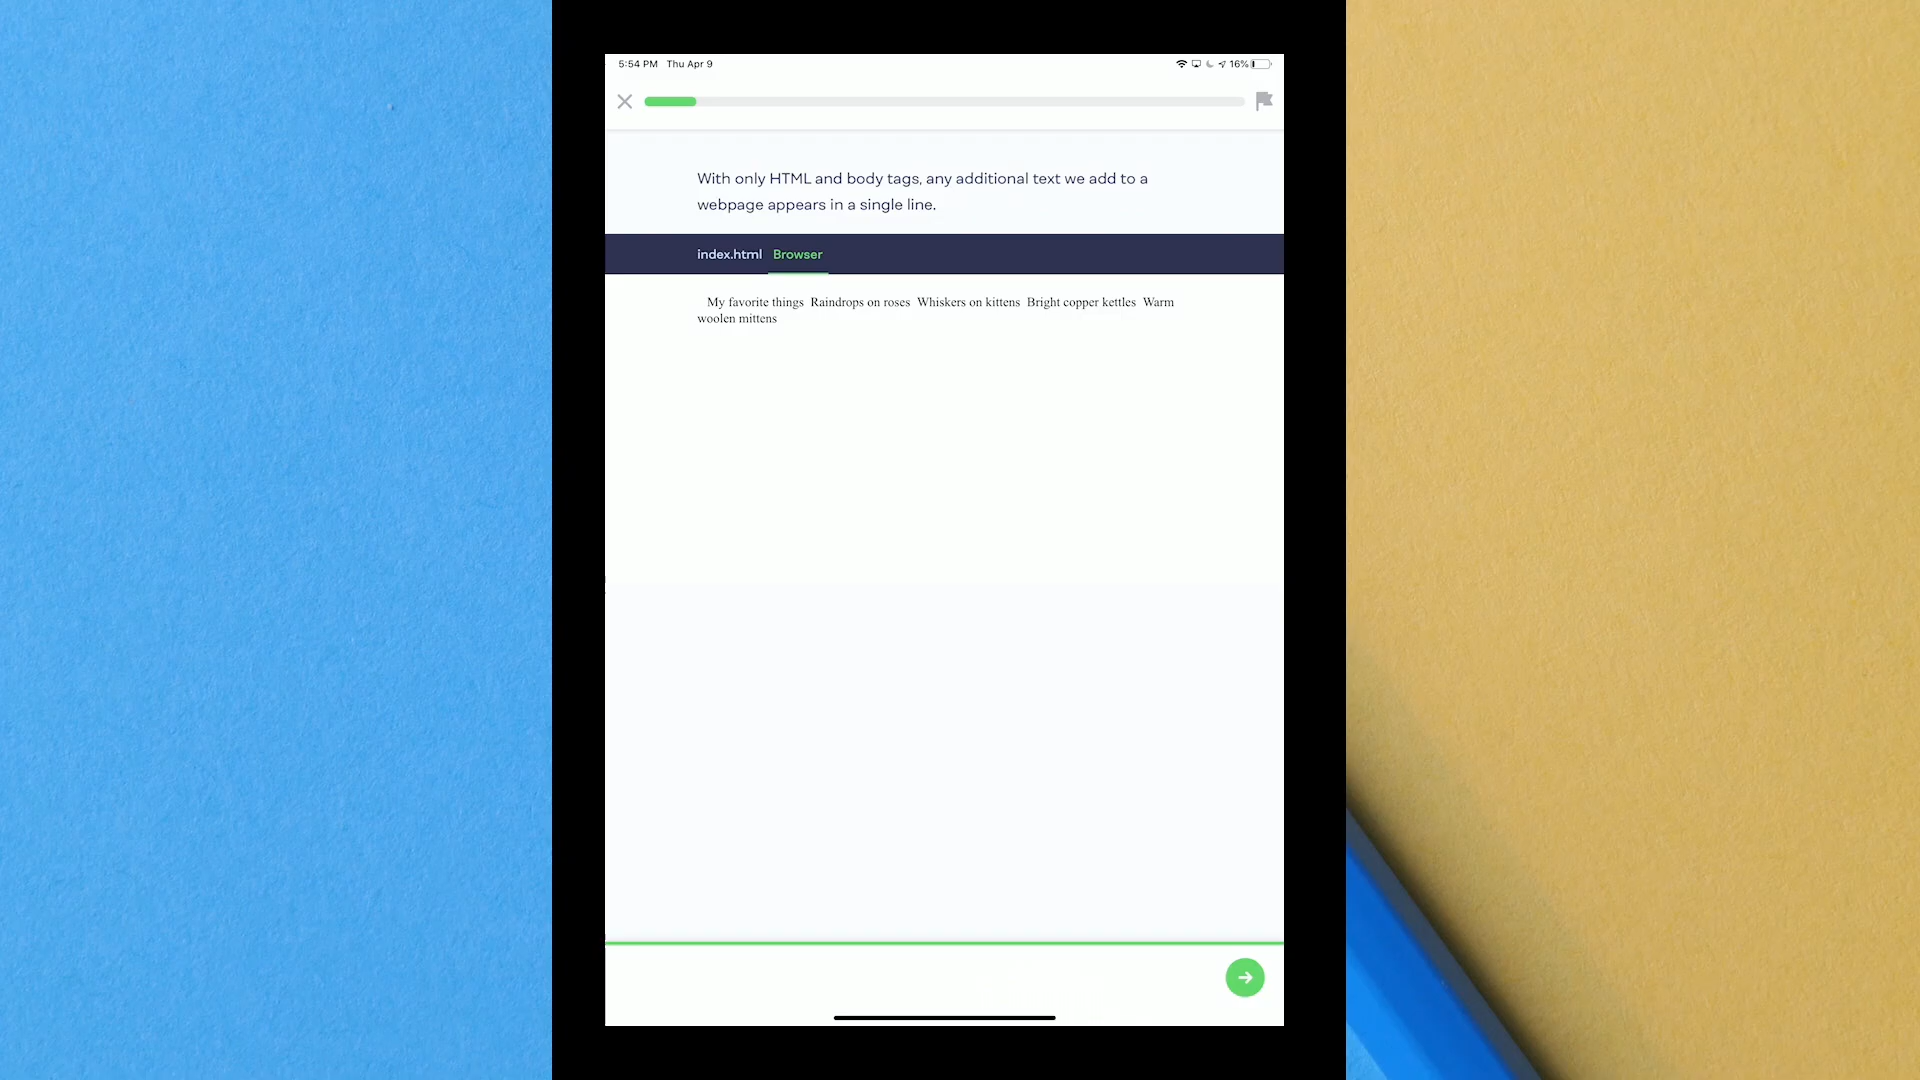 5:54 PM Thu Apr 9
16%
With only HTML and body tags, any additional text we add to a
webpage appears in a single line.
index.html Browser
My favorite things Raindrops on roses Whiskers on kittens Bright copper kettles Warm
woolen mittens